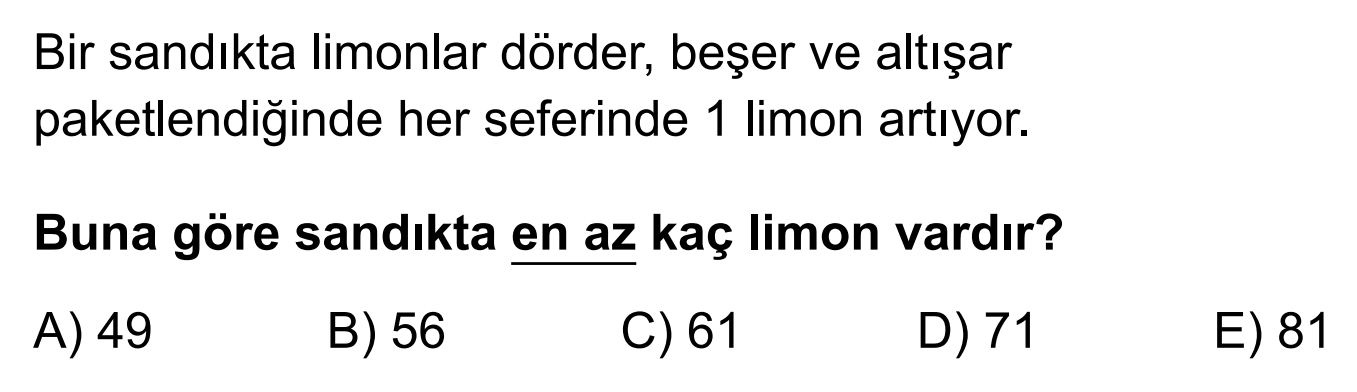 Bir sandıkta limonlar dörder, beşer ve altışar
paketlendiğinde her seferinde 1 limon artıyor.
Buna göre sandıkta en az kaç limon vardır?
A) 49 B) 56 C) 61 D) 71 E) 81